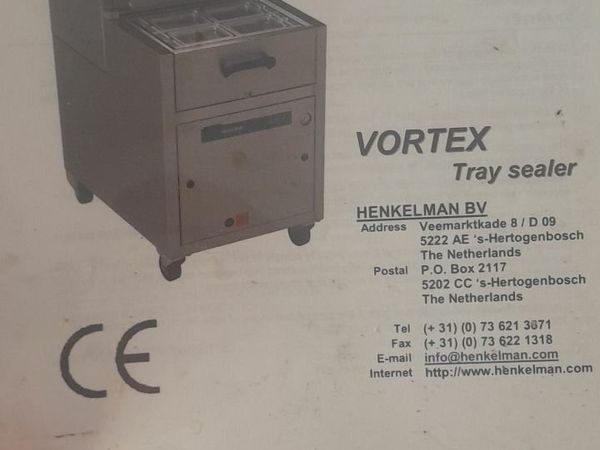 VORTEX
Tray sealer
HENKELMAN BV
Address Veemarktkade 8 / D 09
5222 AE ‘s-Hertogenbosch
The Netherlands
Postal P.O. Box 2117
5202 CC ‘s-Hertogenbosch
The Netherlands
Tel (+ 31) (0) 73 621 3671
Fax (+ 31) (0) 73 622 1318
E-mail info@henkelman.com
Internet http://www.henkelman.com
CE